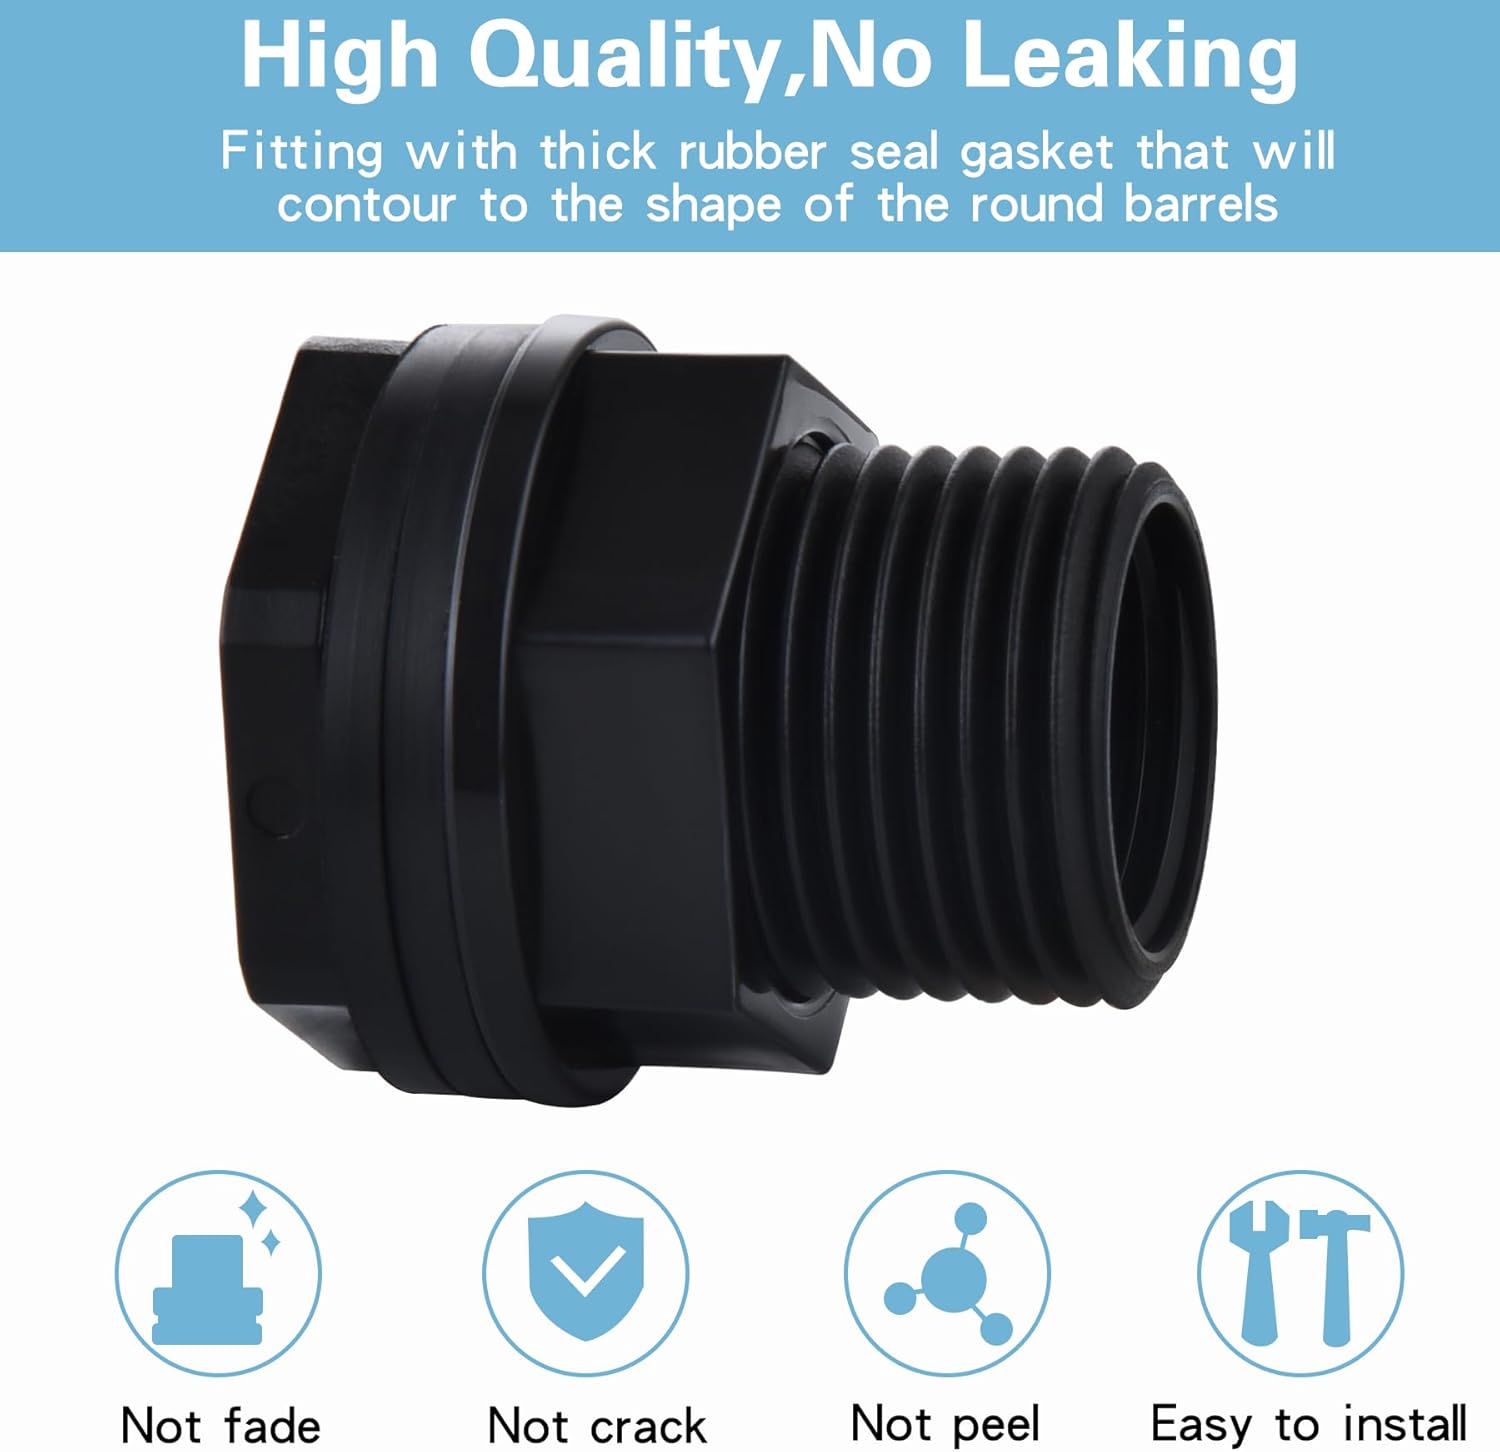 High Quality,No Leaking
Fitting with thick rubber seal gasket that will
contour to the shape of the round barrels
Not fade
Not crack
Not peel
Easy to install